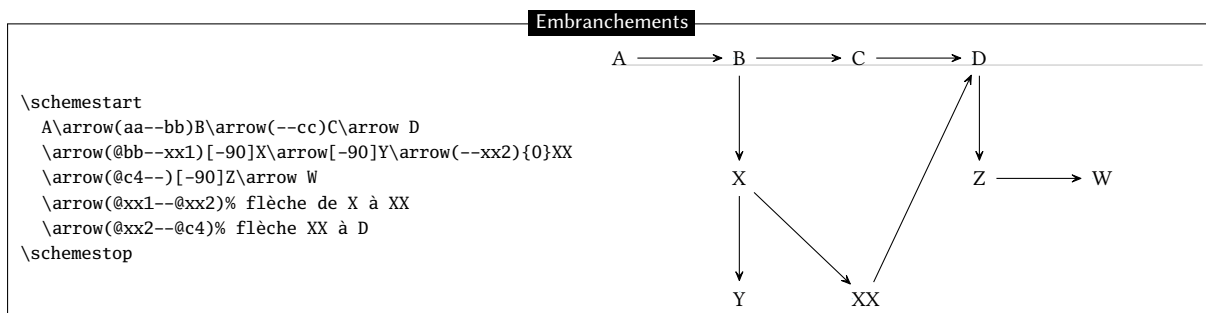 Embranchements
\schemestart
A\arrow(aa--bb)B\arrow(--cc)C\arrow D
\arrow(@bb--xx1)[-90]X\arrow[-90]Y\arrow(--xx2){0}XX
\arrow(@c4--)[-90]Z\arrow W
\arrow(@xx1--@xx2)% flèche de X à XX
\arrow(@xx2--@c4)% flèche XX à D
\schemestop
A B C D
X Z W
Y XX